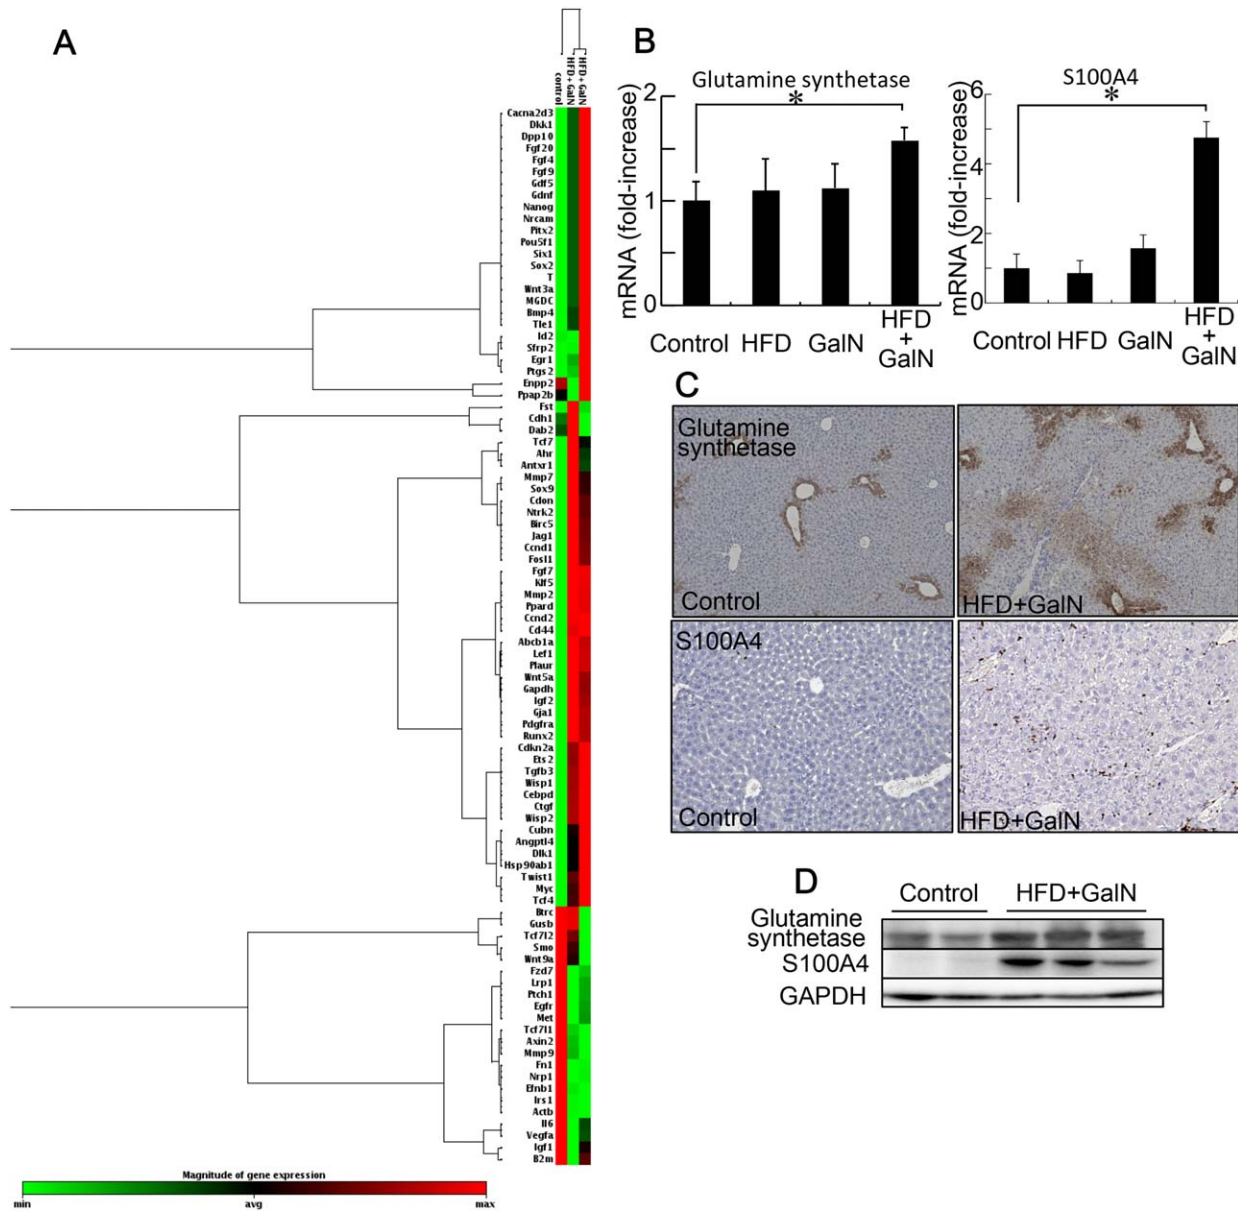 A
control
HFD+GalN
HFD+GalN
Cacna2d3
Dkk1
Dpp10
Fgf20
Fgf4
Fgf9
Gdf5
Gdnf
Nanog
Nrcam
Pitx2
Pou5f1
Six1
Sox2
T
Wnt3a
MGDC
Bmp4
Tle1
Id2
Sfrp2
Egr1
Ptgs2
Enpp2
Ppap2b
Fst
Cdh1
Dab2
Tcf7
Ahr
Antxr1
Mmp7
Sox9
Cdon
Ntrk2
Birc5
Jag1
Ccnd1
Fosl1
Fgf7
Klf5
Mmp2
Ppard
Ccnd2
Cd44
Abcb1a
Lef1
Plaur
Wnt5a
Gapdh
Igf2
Gja1
Pdgfra
Runx2
Cdkn2a
Ets2
Tgfb3
Wisp1
Cebpd
Ctgf
Wisp2
Cubn
Angptl4
Dlk1
Hsp90ab1
Twist1
Myc
Tcf4
Btrc
Gusb
Tcf7l2
Smo
Wnt9a
Fzd7
Lrp1
Ptch1
Egfr
Met
Tcf7l1
Axin2
Mmp9
Fn1
Nrp1
Efnb1
Irs1
Actb
Il6
Vegfa
Igf1
B2m
Magnitude of gene expression
min avg max
B
Glutamine synthetase
*
mRNA (fold-increase)
2
1
0
Control HFD GalN HFD
+
GalN
S100A4
*
mRNA (fold-increase)
6
4
2
0
Control HFD GalN HFD
+
GalN
C
Glutamine
synthetase
Control
HFD+GalN
S100A4
Control
HFD+GalN
D
Control HFD+GalN
Glutamine
synthetase
S100A4
GAPDH